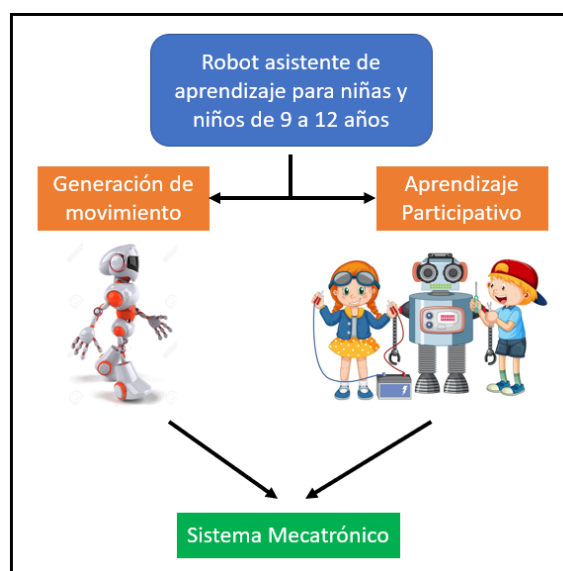 Robot asistente de
aprendizaje para niñas y
niños de 9 a 12 años
Generación de
movimiento
Aprendizaje
Participativo
Sistema Mecatrónico